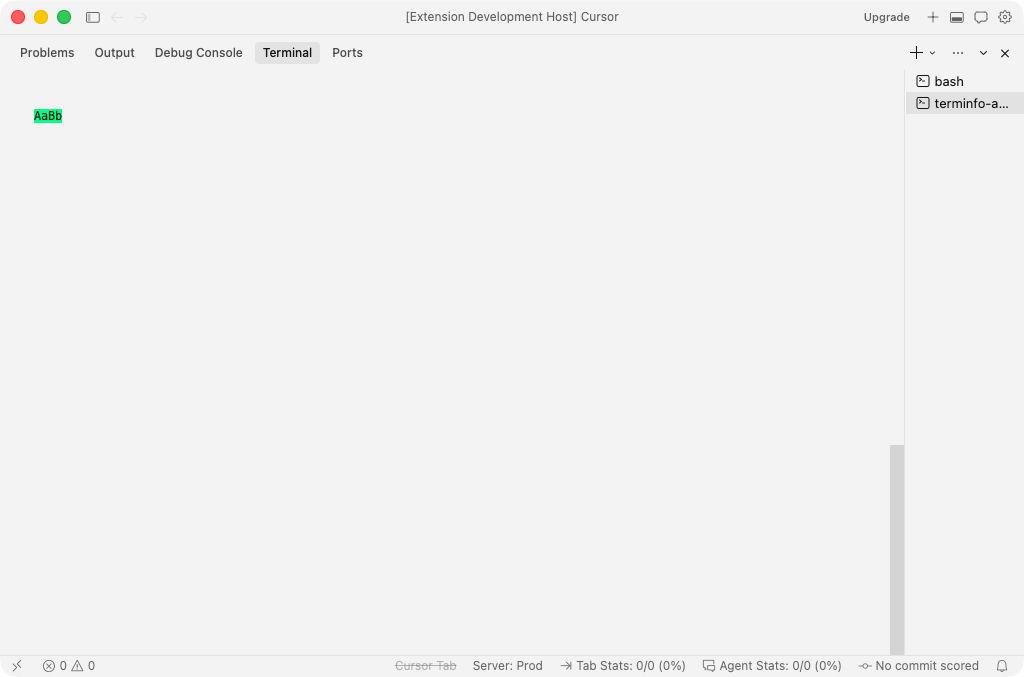 [Extension Development Host] Cursor
Upgrade
Problems Output Debug Console Terminal Ports
bash
AaBb
terminfo-a...
0 0 Cursor Tab Server: Prod Tab Stats: 0/0 (0%) Agent Stats: 0/0 (0%) No commit scored